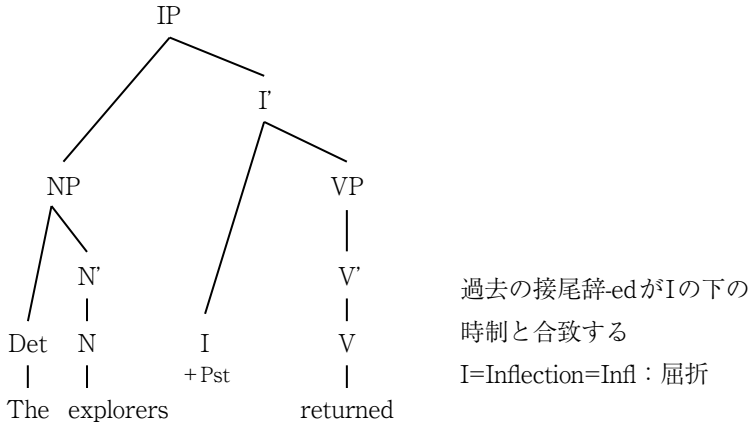 IP
I’
NP VP
N’ V’
過去の接尾辞-edがIの下の
時制と合致する
Det N I V
+Pst
I=Inflection=Infl：屈折
The explorers returned